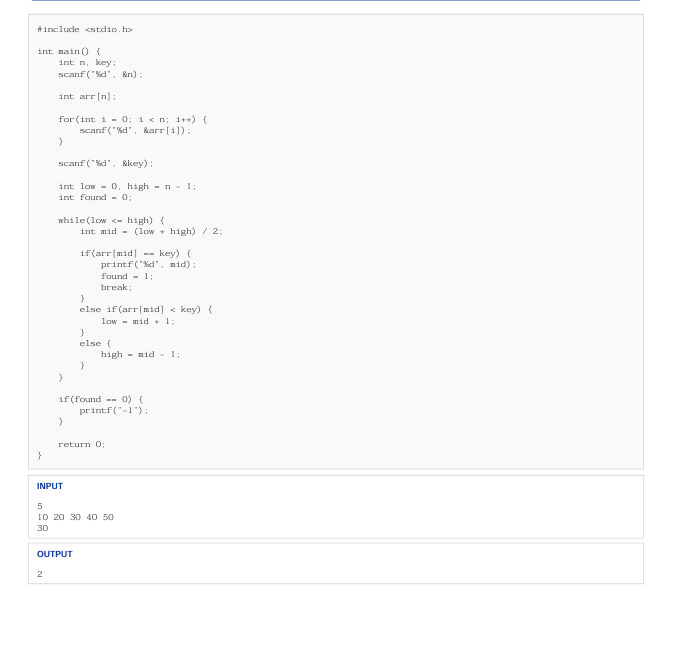 #include <stdio.h>
int main() {
int n, key;
scanf("%d", &n);
int arr[n];
for(int i = 0; i < n; i++) {
scanf("%d", &arr[i]);
}
scanf("%d", &key);
int low = 0, high = n - 1;
int found = 0;
while(low <= high) {
int mid = (low + high) / 2;
if(arr[mid] == key) {
printf("%d", mid);
found = 1;
break;
}
else if(arr[mid] < key) {
low = mid + 1;
}
else {
high = mid - 1;
}
}
if(found == 0) {
printf("-1");
}
return 0;
}
INPUT
5
10 20 30 40 50
30
OUTPUT
2